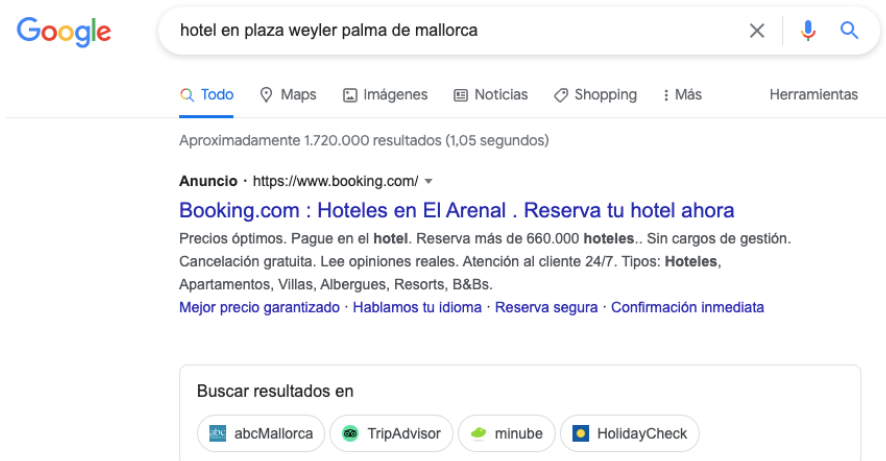 Google
hotel en plaza weyler palma de mallorca
Todo Maps Imágenes Noticias Shopping Más Herramientas
Aproximadamente 1.720.000 resultados (1,05 segundos)
Anuncio · https://www.booking.com/
Booking.com : Hoteles en El Arenal . Reserva tu hotel ahora
Precios óptimos. Pague en el hotel. Reserva más de 660.000 hoteles.. Sin cargos de gestión.
Cancelación gratuita. Lee opiniones reales. Atención al cliente 24/7. Tipos: Hoteles,
Apartamentos, Villas, Albergues, Resorts, B&Bs.
Mejor precio garantizado · Hablamos tu idioma · Reserva segura · Confirmación inmediata
Buscar resultados en
abc abcMallorca TripAdvisor minube HolidayCheck